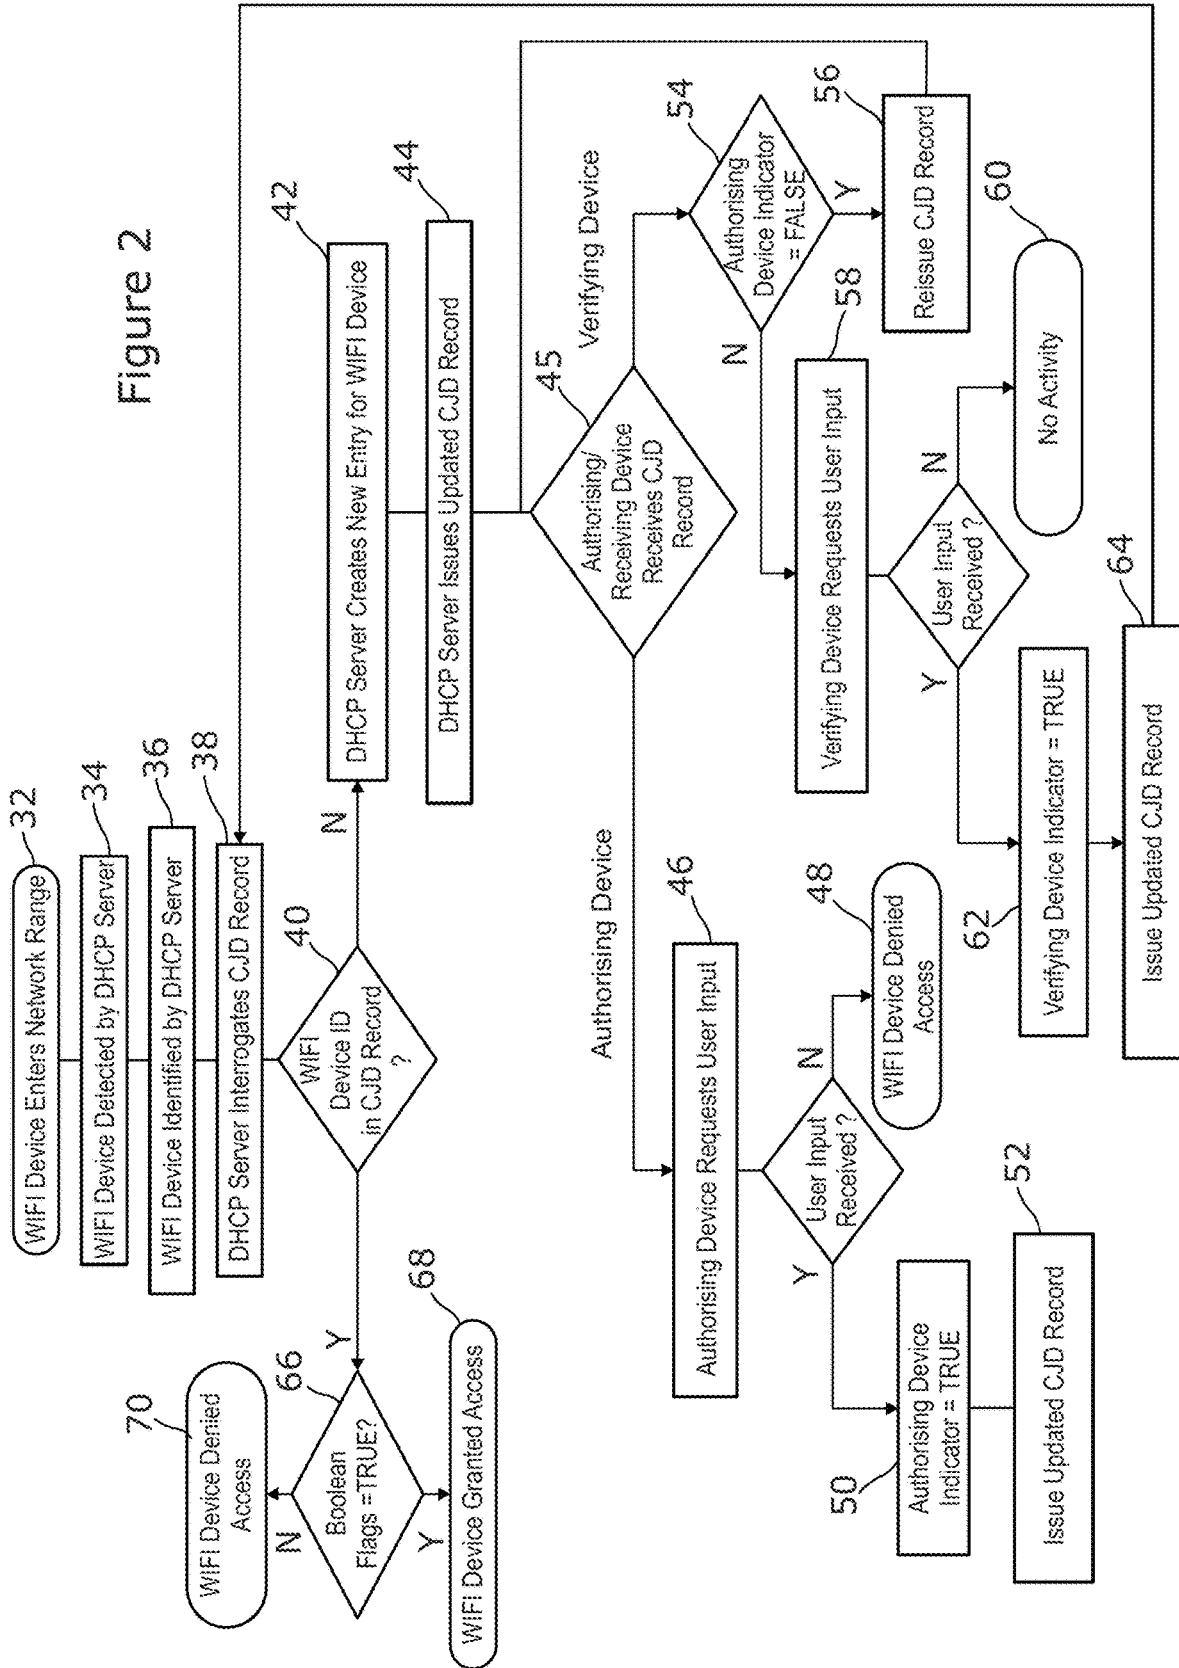 Figure 2
WIFI Device Enters Network Range
32
WIFI Device Detected by DHCP Server
34
WIFI Device Identified by DHCP Server
36
DHCP Server Interrogates CJD Record
38
WIFI
Device ID
in CJD Record
?
40
N
Y
DHCP Server Creates New Entry for WIFI Device
42
DHCP Server Issues Updated CJD Record
44
Authorising/
Receiving Device
Receives CJD
Record
45
Authorising Device
Verifying Device
Boolean
Flags =TRUE?
66
N
Y
WIFI Device Denied
Access
70
WIFI Device Granted Access
68
Authorising Device Requests User Input
46
User Input
Received ?
N
Y
WIFI Device Denied
Access
48
Authorising Device
Indicator = TRUE
50
Issue Updated CJD Record
52
Authorising
Device Indicator
= FALSE
54
N
Y
Reissue CJD Record
56
Verifying Device Requests User Input
58
User Input
Received ?
N
Y
No Activity
60
Verifying Device Indicator = TRUE
62
Issue Updated CJD Record
64